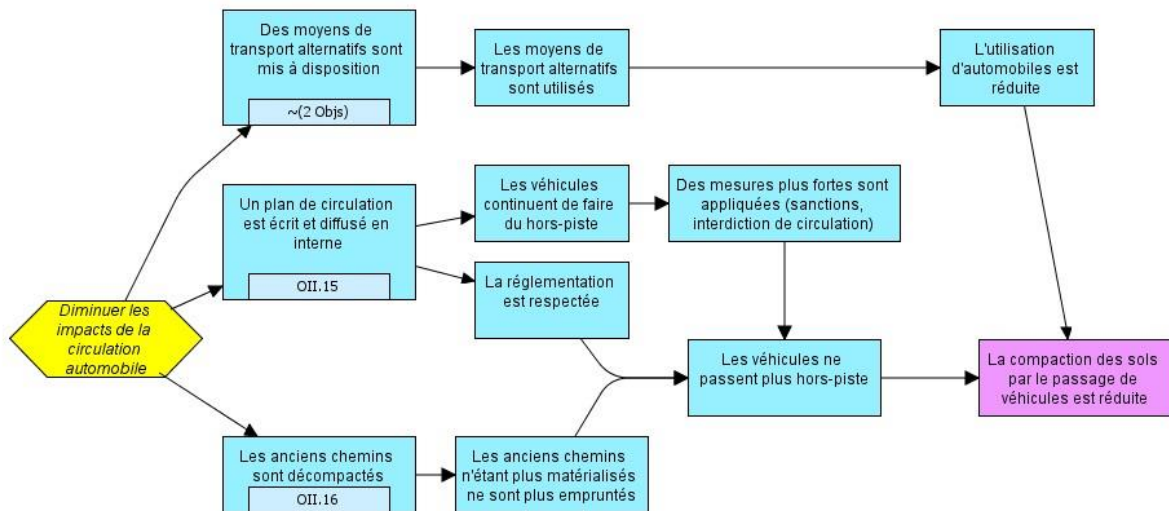 Des moyens de
transport alternatifs sont
mis à disposition
~(2 Objs)
Les moyens de
transport alternatifs
sont utilisés
L'utilisation
d'automobiles est
réduite
Un plan de circulation
est écrit et diffusé en
interne
OII.15
Les véhicules
continuent de faire
du hors-piste
Des mesures plus fortes sont
appliquées (sanctions,
interdiction de circulation)
La réglementation
est respectée
Diminuer les
impacts de la
circulation
automobile
Les véhicules ne
passent plus hors-piste
La compaction des sols
par le passage de
véhicules est réduite
Les anciens chemins
sont décompactés
OII.16
Les anciens chemins
n'étant plus matérialisés
ne sont plus empruntés